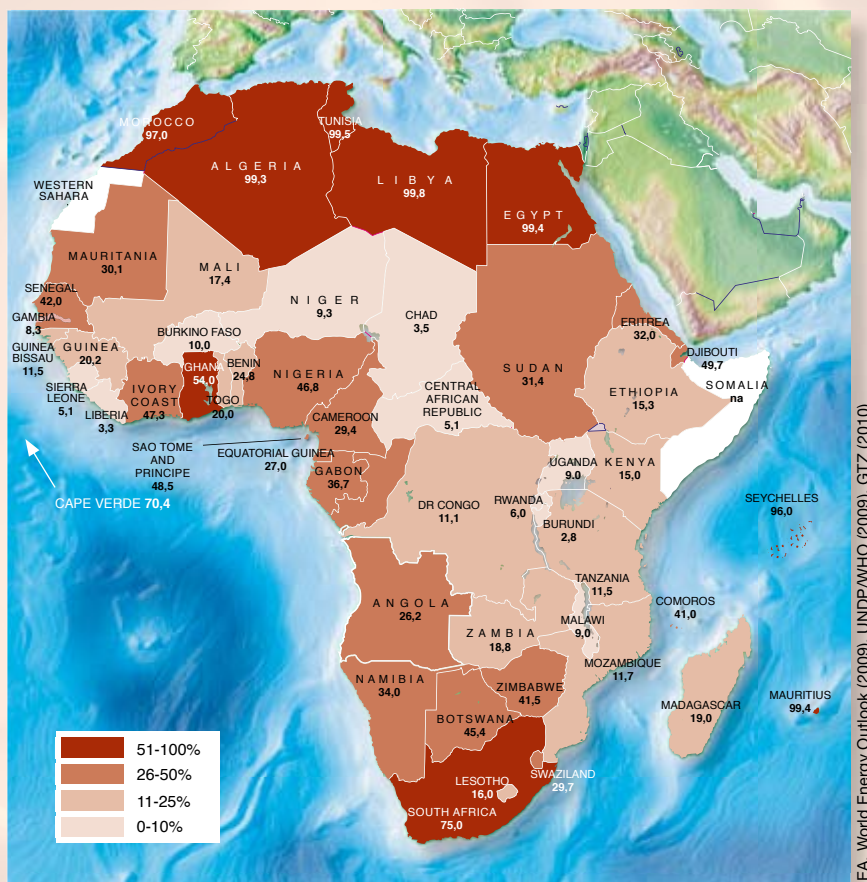 MOROCCO
97,0
TUNISIA
99,5
ALGERIA
99,3
LIBYA
99,8
EGYPT
99,4
WESTERN
SAHARA
MAURITANIA
30,1
MALI
17,4
NIGER
9,3
CHAD
3,5
SUDAN
31,4
ERITREA
32,0
DJIBOUTI
49,7
SOMALIA
na
ETHIOPIA
15,3
SENEGAL
42,0
GAMBIA
8,3
GUINEA
BISSAU
11,5
GUINEA
20,2
SIERRA
LEONE
5,1
LIBERIA
3,3
IVORY
COAST
47,3
BURKINO FASO
10,0
GHANA
54,0
TOGO
20,0
BENIN
24,8
NIGERIA
46,8
CAMEROON
29,4
CENTRAL
AFRICAN
REPUBLIC
5,1
SAO TOME
AND
PRINCIPE
48,5
EQUATORIAL GUINEA
27,0
GABON
36,7
CAPE VERDE 70,4
DR CONGO
11,1
UGANDA
9.0
KENYA
15,0
RWANDA
6,0
BURUNDI
2,8
TANZANIA
11,5
SEYCHELLES
96,0
COMOROS
41,0
ANGOLA
26,2
ZAMBIA
18,8
MALAWI
9,0
MOZAMBIQUE
11,7
NAMIBIA
34,0
ZIMBABWE
41,5
BOTSWANA
45,4
MADAGASCAR
19,0
MAURITIUS
99,4
SWAZILAND
29,7
LESOTHO
16,0
SOUTH AFRICA
75,0
51-100%
26-50%
11-25%
0-10%
World Energy Outlook (2009), UNDP/WHO (2009), GTZ (2010)